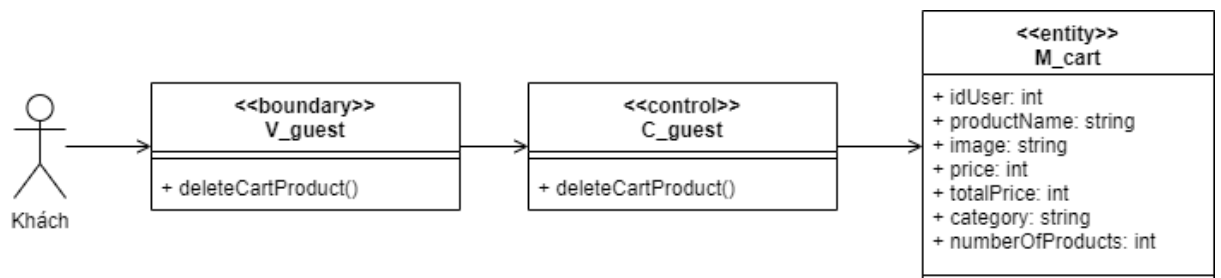 Khách
<<boundary>>
V_guest
+ deleteCartProduct()
<<control>>
C_guest
+ deleteCartProduct()
<<entity>>
M_cart
+ idUser: int
+ productName: string
+ image: string
+ price: int
+ totalPrice: int
+ category: string
+ numberOfProducts: int